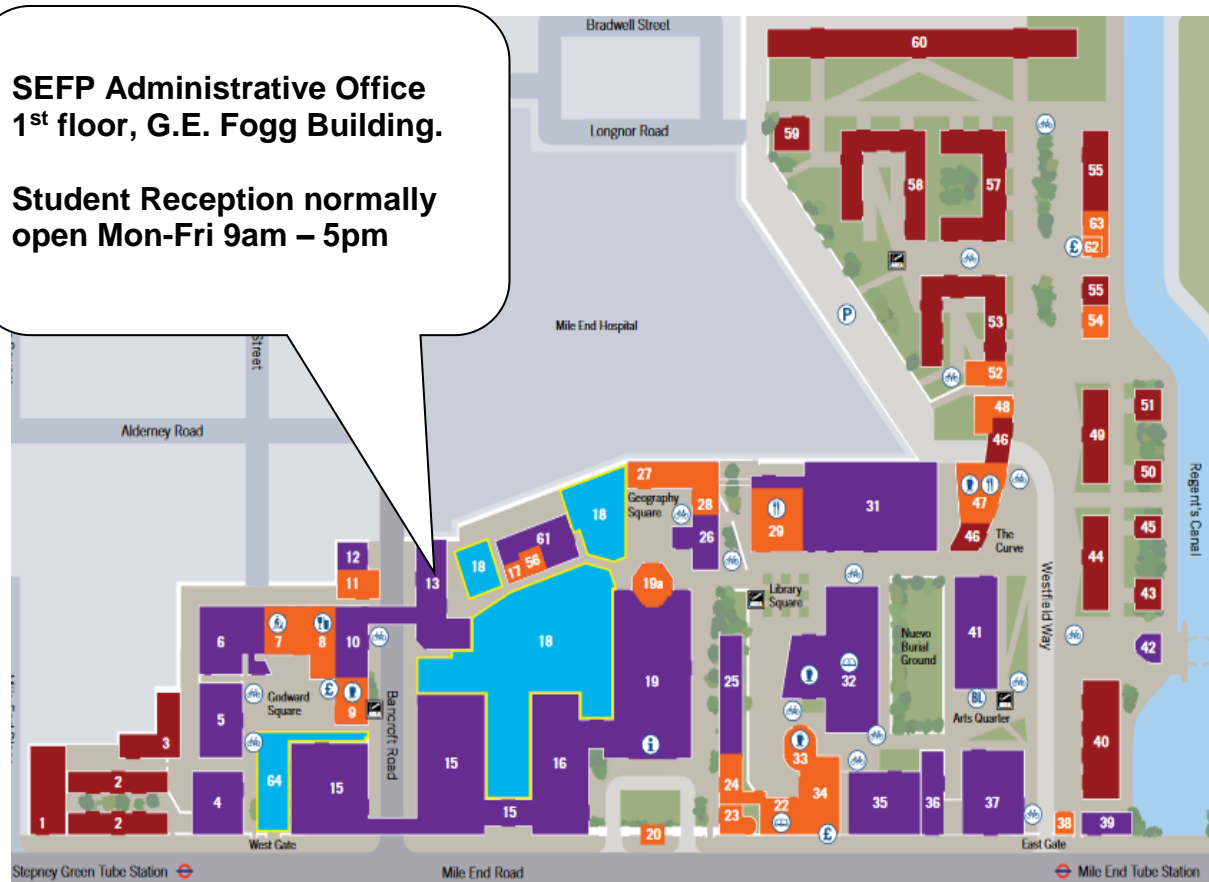 SEFP Administrative Office
1st floor, G.E. Fogg Building.
Student Reception normally
open Mon-Fri 9am – 5pm
Bradwell Street
Longnor Road
Mile End Hospital
Street
Alderney Road
60
59
58
57
55
63
£
62
P
55
53
54
52
48
51
49
46
50
27
Geography
Square
28
18
31
47
29
26
61
46
The
Curve
45
44
12
18
17
56
13
11
19a
Library
Square
43
Westfield Way
Regent's Canal
6
7
8
10
18
25
32
Nuevo
Burial
Ground
41
42
Godward
Square
£
9
5
19
i
BL
Arts Quarter
3
Bancroft Road
33
40
2
64
15
15
16
24
34
4
22
35
36
37
1
2
15
23
20
£
38
39
West Gate
East Gate
Stepney Green Tube Station
Mile End Road
Mile End Tube Station